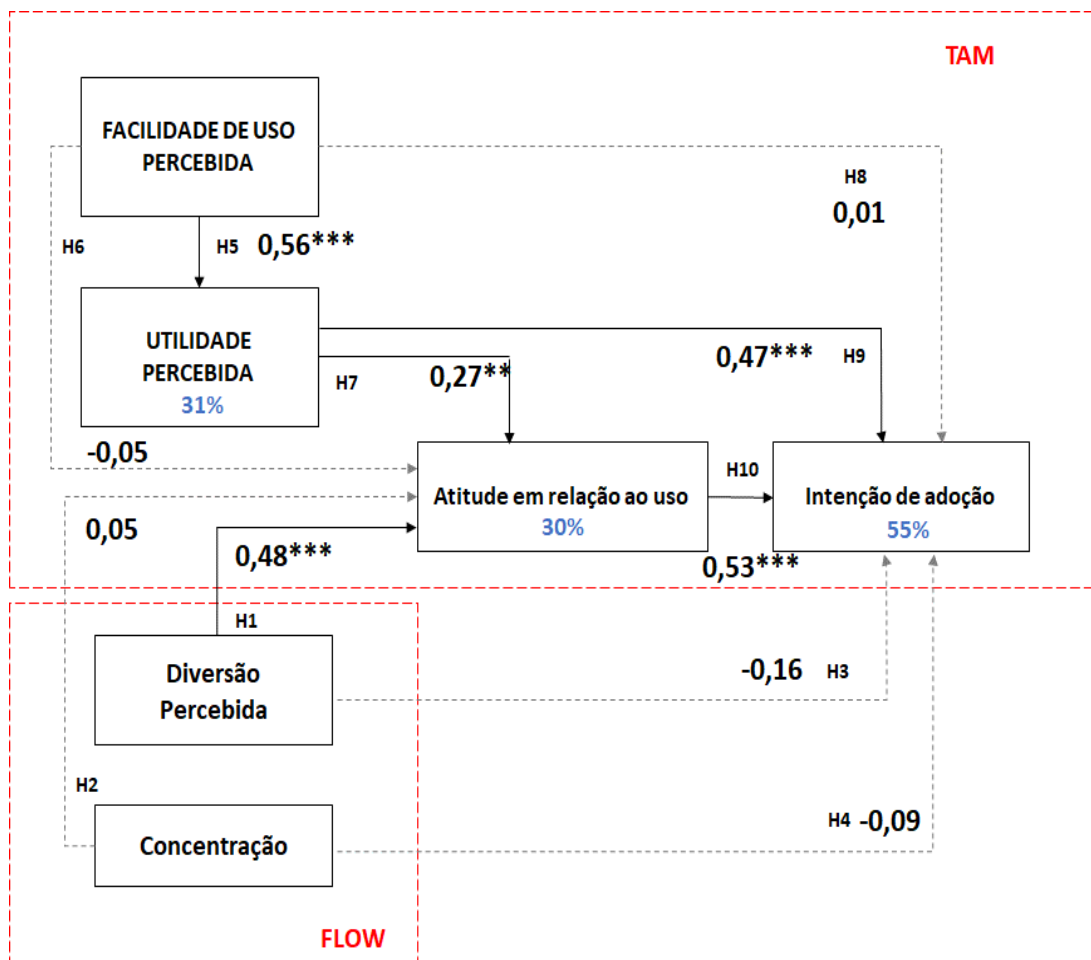 TAM
FACILIDADE DE USO
PERCEBIDA
H8
0,01
H6
H5
0,56***
UTILIDADE
PERCEBIDA
31%
H7
0,27**
0,47***
H9
-0,05
Atitude em relação ao uso
30%
H10
Intenção de adoção
55%
0,05
0,48***
0,53***
H1
Diversão
Percebida
-0,16
H3
H2
Concentração
H4
-0,09
FLOW